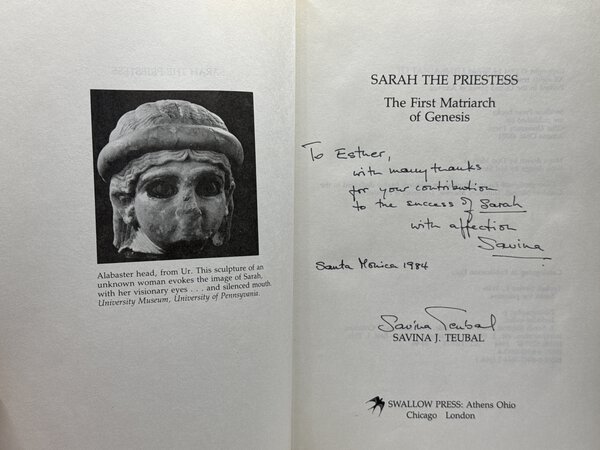 Alabaster head, from Ur. This sculpture of an
unknown woman evokes the image of Sarah,
with her visionary eyes . . . and silenced mouth.
University Museum, University of Pennsyvania.
SARAH THE PRIESTESS
The First Matriarch
of Genesis
To Esther,
with many thanks
for your contribution
to the success of Sarah
with affection
Savina
Santa Monica 1984
Savina Teubal
SAVINA J. TEUBAL
SWALLOW PRESS: Athens Ohio
Chicago London